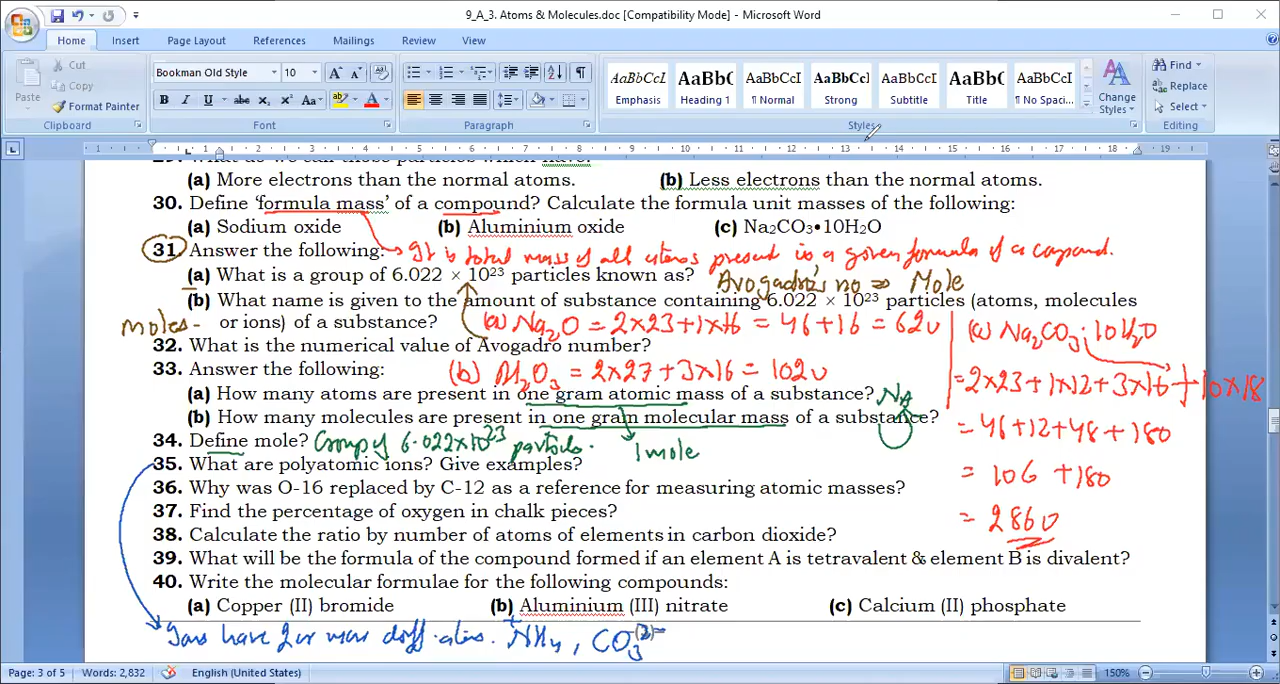 9_A_3. Atoms & Molecules.doc [Compatibility Mode] - Microsoft Word
Home Insert Page Layout References Mailings Review View
Cut
Copy
Paste
Format Painter
Clipboard
Bookman Old Style 10
Font
Paragraph
AaBbCcI AaBbC AaBbCcI AaBbCcI AaBbCcI AaBbC AaBbCcI
Emphasis Heading 1 ¶ Normal Strong Subtitle Title ¶ No Spaci...
Change Styles
Styles
Find
Replace
Select
Editing
(a) More electrons than the normal atoms. (b) Less electrons than the normal atoms.
30. Define ‘formula mass’ of a compound? Calculate the formula unit masses of the following:
(a) Sodium oxide (b) Aluminium oxide (c) Na2CO3•10H2O
31. Answer the following: It is total mass of all atoms present is a given formula of a compound.
(a) What is a group of 6.022 × 10²³ particles known as? Avogadro's no ⇒ Mole
(b) What name is given to the amount of substance containing 6.022 × 10²³ particles (atoms, molecules
moles- or ions) of a substance? (a) Na₂O = 2×23+1×16 = 46+16 = 62u
(c) Na₂CO₃.10H₂O
32. What is the numerical value of Avogadro number?
33. Answer the following: (b) Al₂O₃ = 2×27+3×16 = 102u
= 2×23+1×12+3×16+10×18
(a) How many atoms are present in one gram atomic mass of a substance? NA
(b) How many molecules are present in one gram molecular mass of a substance?
= 46+12+48+180
34. Define mole? Group of 6.022×10²³ particles. 1 mole
35. What are polyatomic ions? Give examples?
= 106 +180
36. Why was O-16 replaced by C-12 as a reference for measuring atomic masses?
37. Find the percentage of oxygen in chalk pieces?
= 286u
38. Calculate the ratio by number of atoms of elements in carbon dioxide?
39. What will be the formula of the compound formed if an element A is tetravalent & element B is divalent?
40. Write the molecular formulae for the following compounds:
(a) Copper (II) bromide (b) Aluminium (III) nitrate (c) Calcium (II) phosphate
Ions have 2 or more diff. atoms. NH₄⁺, CO₃
Page: 3 of 5 Words: 2,832 English (United States) 150%